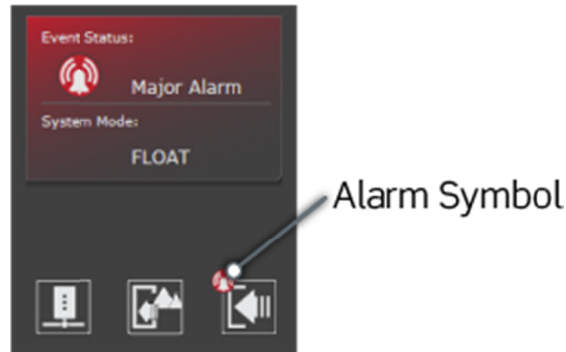 Event Status:
Major Alarm
System Mode:
FLOAT
Alarm Symbol